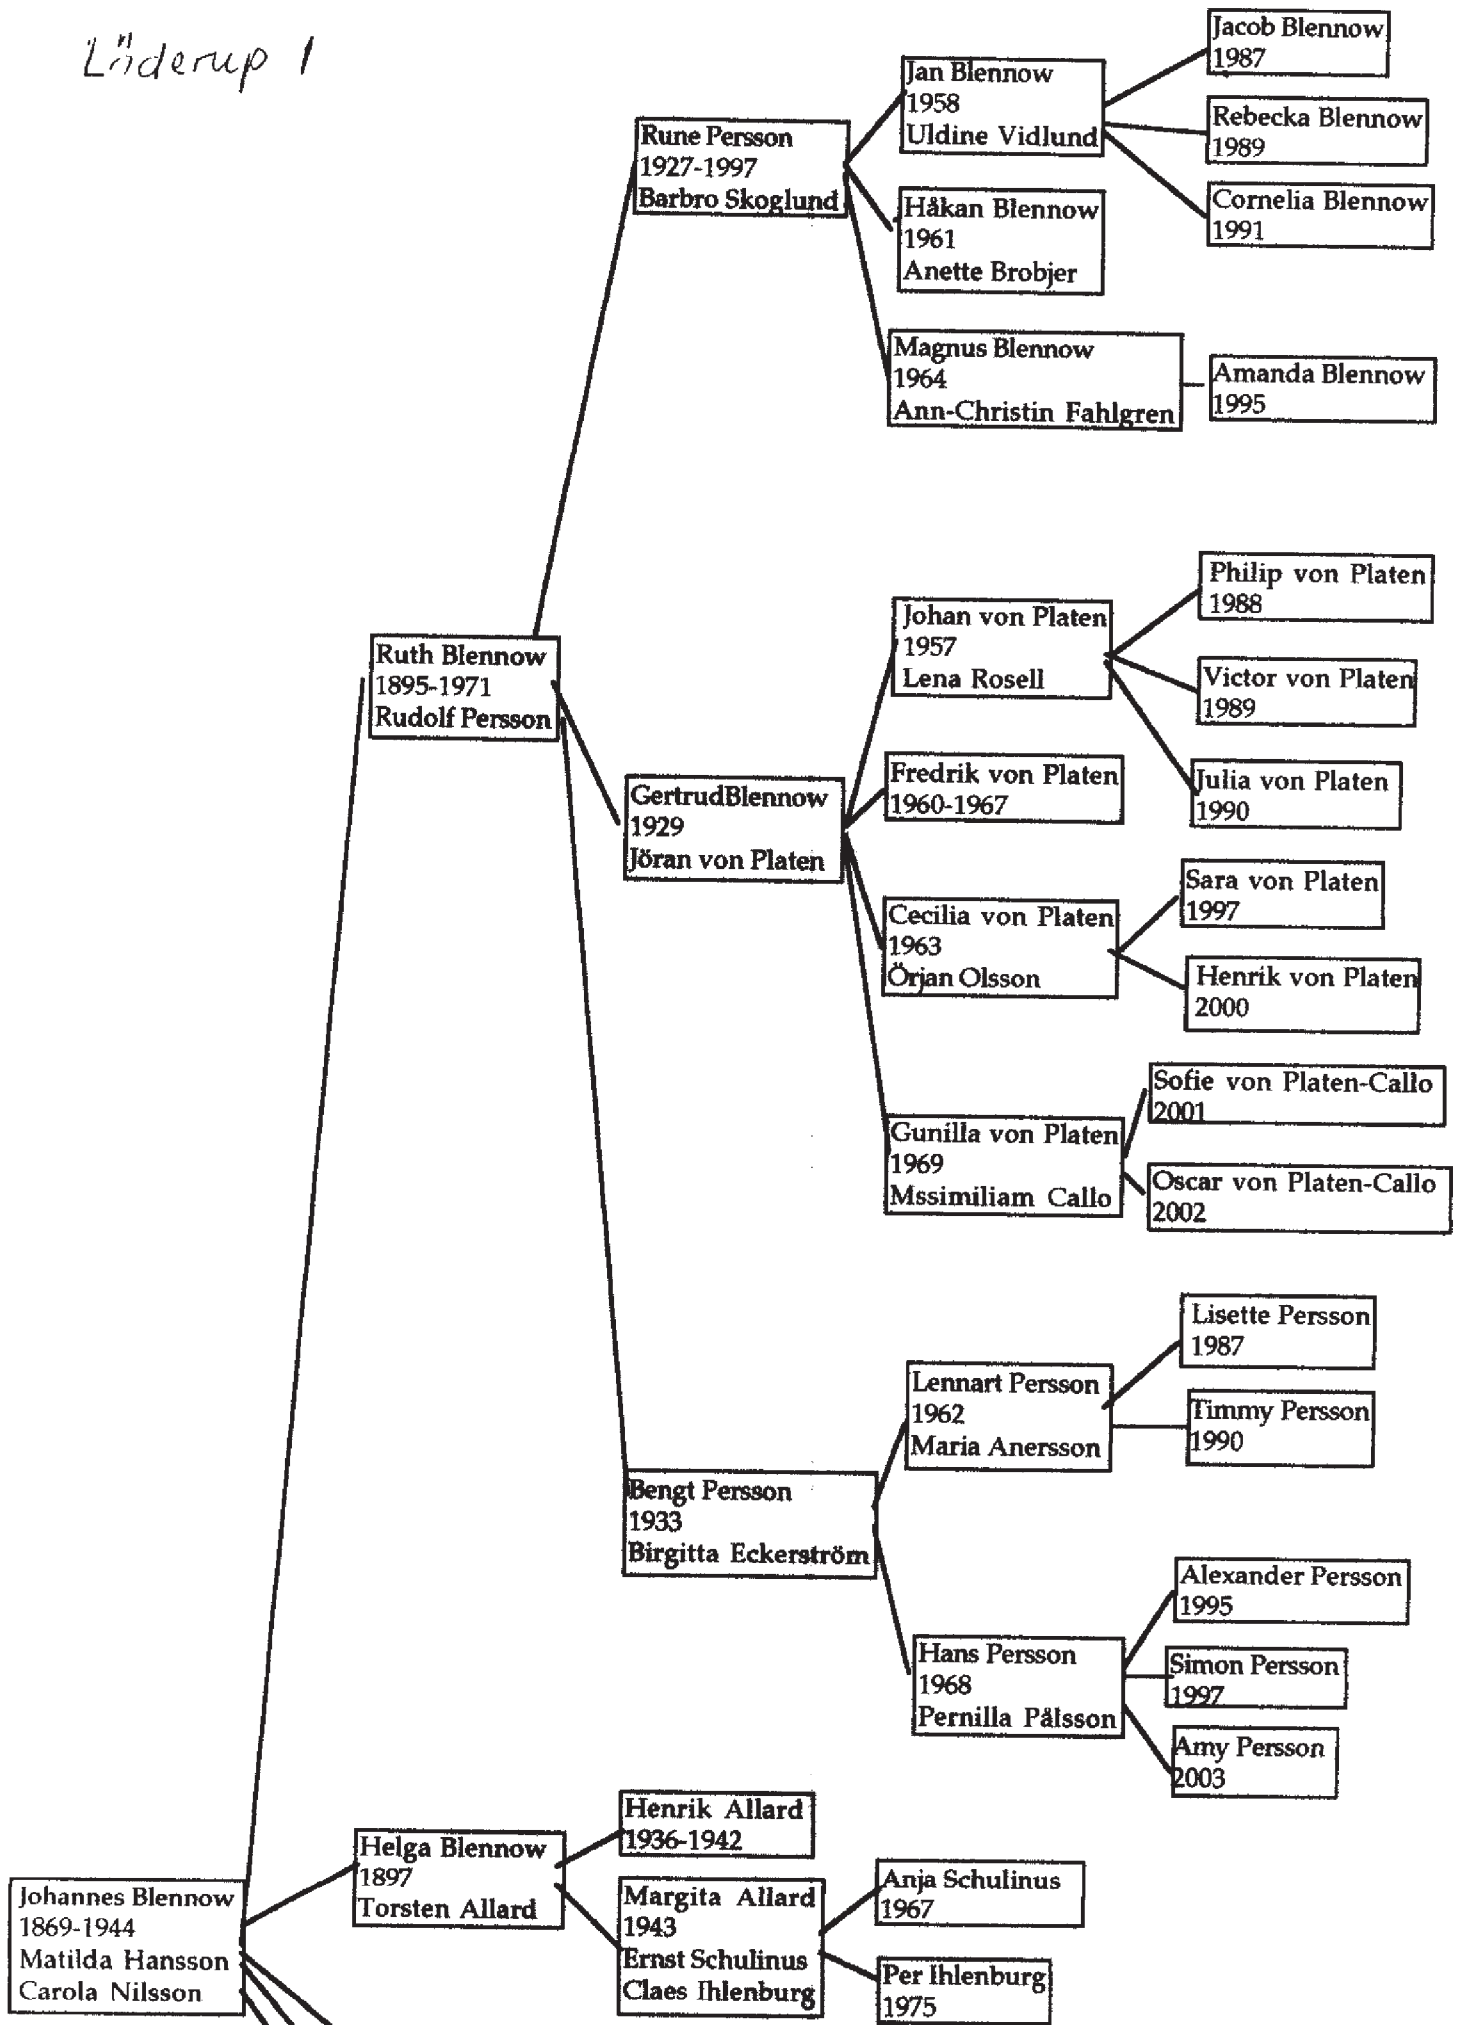 Löderup 1
Jacob Blennow
1987
Jan Blennow
1958
Uldine Vidlund
Rebecka Blennow
1989
Rune Persson
1927-1997
Barbro Skoglund
Cornelia Blennow
1991
Håkan Blennow
1961
Anette Brobjer
Magnus Blennow
1964
Ann-Christin Fahlgren
Amanda Blennow
1995
Philip von Platen
1988
Johan von Platen
1957
Lena Rosell
Ruth Blennow
1895-1971
Rudolf Persson
Victor von Platen
1989
Fredrik von Platen
1960-1967
Julia von Platen
1990
GertrudBlennow
1929
Jöran von Platen
Sara von Platen
1997
Cecilia von Platen
1963
Örjan Olsson
Henrik von Platen
2000
Sofie von Platen-Callo
2001
Gunilla von Platen
1969
Mssimiliam Callo
Oscar von Platen-Callo
2002
Lisette Persson
1987
Lennart Persson
1962
Maria Anersson
Timmy Persson
1990
Bengt Persson
1933
Birgitta Eckerström
Alexander Persson
1995
Hans Persson
1968
Pernilla Pålsson
Simon Persson
1997
Amy Persson
2003
Henrik Allard
1936-1942
Helga Blennow
1897
Torsten Allard
Anja Schulinus
1967
Margita Allard
1943
Ernst Schulinus
Claes Ihlenburg
Johannes Blennow
1869-1944
Matilda Hansson
Carola Nilsson
Per Ihlenburg
1975